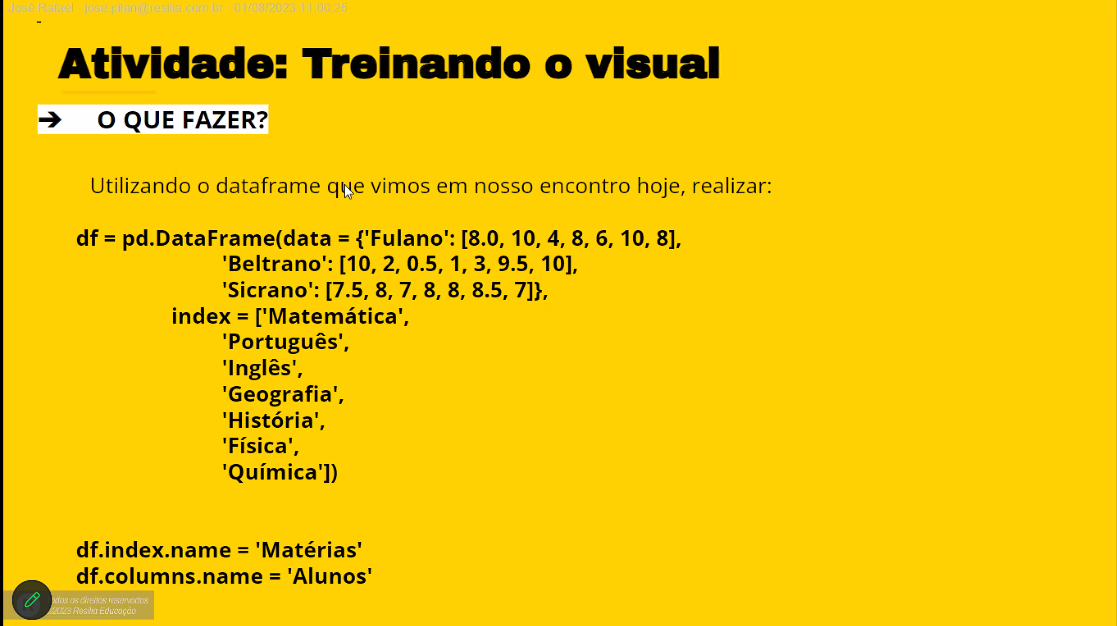 José Rafael - jose.pitan@resilia.com.br - 01/08/2023 11:00:26
-
Atividade: Treinando o visual
➔ O QUE FAZER?
Utilizando o dataframe que vimos em nosso encontro hoje, realizar:
df = pd.DataFrame(data = {'Fulano': [8.0, 10, 4, 8, 6, 10, 8],
'Beltrano': [10, 2, 0.5, 1, 3, 9.5, 10],
'Sicrano': [7.5, 8, 7, 8, 8, 8.5, 7]},
index = ['Matemática',
'Português',
'Inglês',
'Geografia',
'História',
'Física',
'Química'])
df.index.name = 'Matérias'
df.columns.name = 'Alunos'
os direitos reservados
2023 Resilia Educação